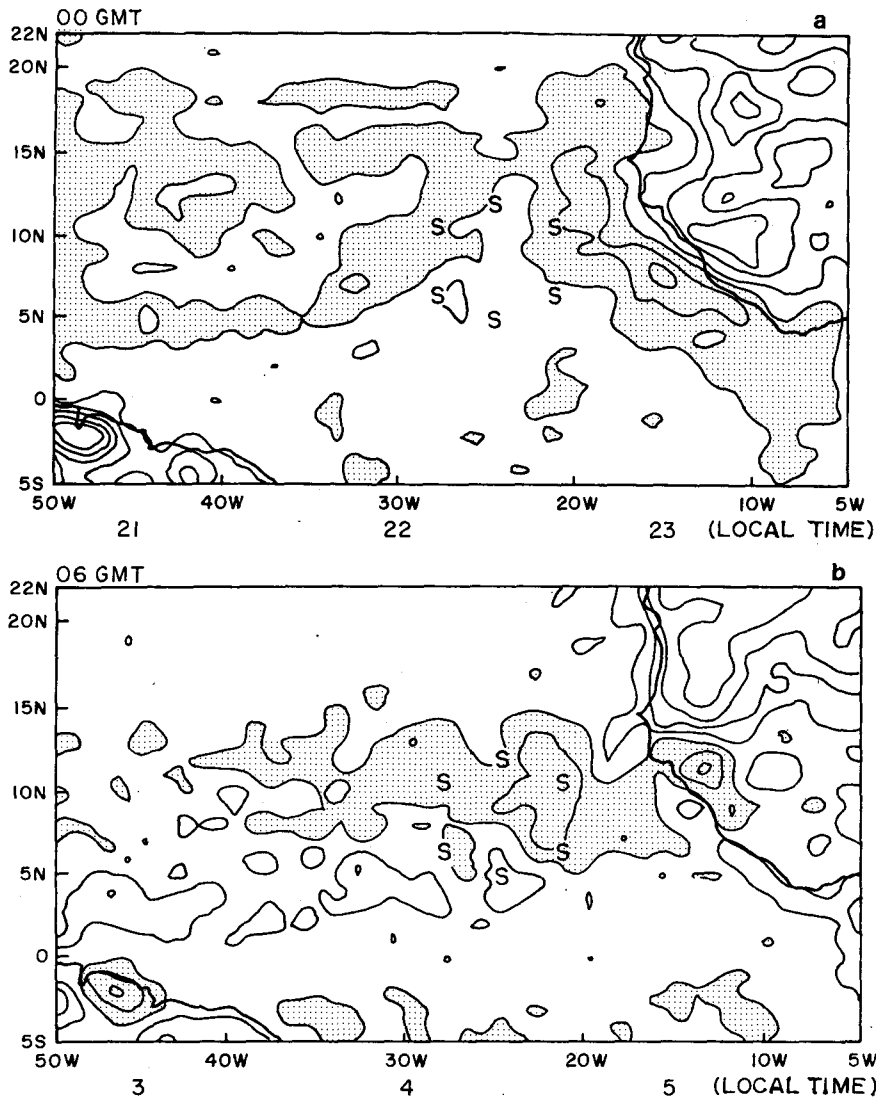 00 GMT a
22N
20N
15N
S
S S
10N
S S
5N S
0
5S
50W 40W 30W 20W 10W 5W
21 22 23 (LOCAL TIME)
06 GMT b
22N
20N
15N
S
S S
10N
S S
5N S
0
5S
50W 40W 30W 20W 10W 5W
3 4 5 (LOCAL TIME)